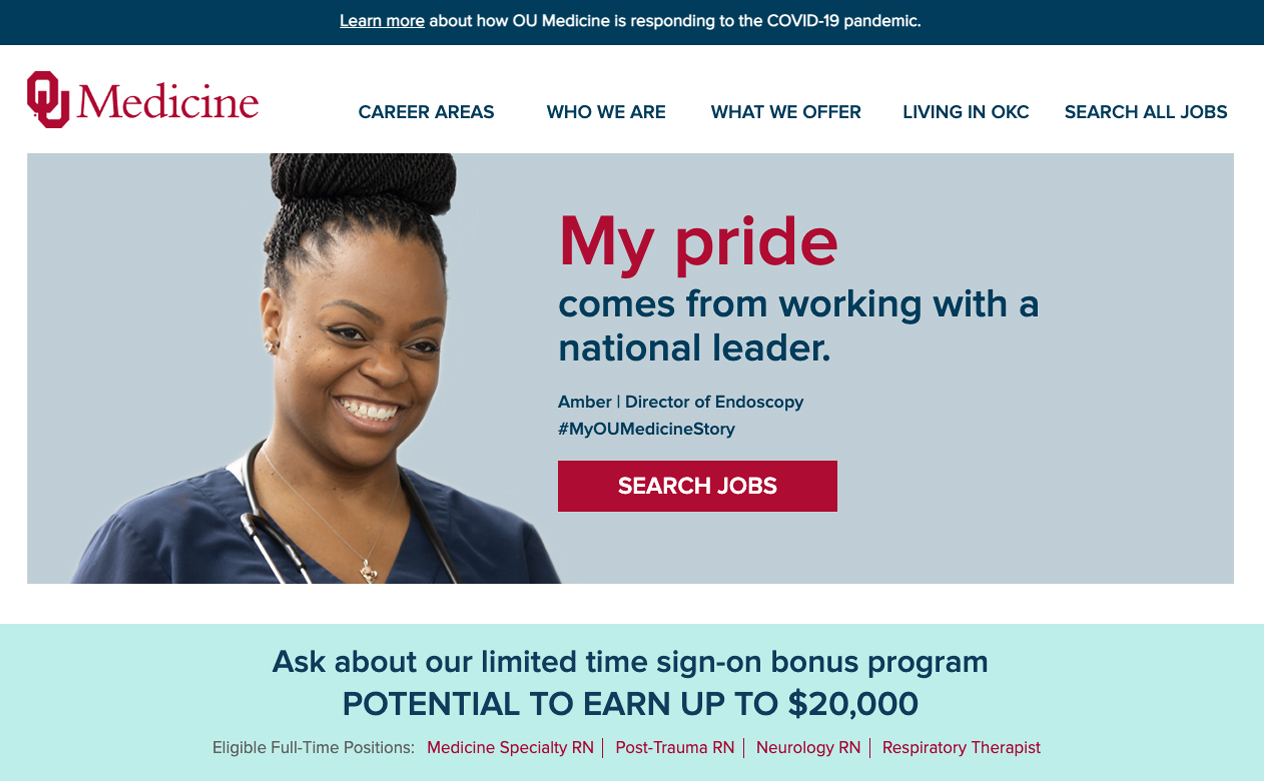 Learn more about how OU Medicine is responding to the COVID-19 pandemic.
OU Medicine
CAREER AREAS
WHO WE ARE
WHAT WE OFFER
LIVING IN OKC
SEARCH ALL JOBS
My pride
comes from working with a
national leader.
Amber | Director of Endoscopy
#MyOUMedicineStory
SEARCH JOBS
Ask about our limited time sign-on bonus program
POTENTIAL TO EARN UP TO $20,000
Eligible Full-Time Positions: Medicine Specialty RN | Post-Trauma RN | Neurology RN | Respiratory Therapist